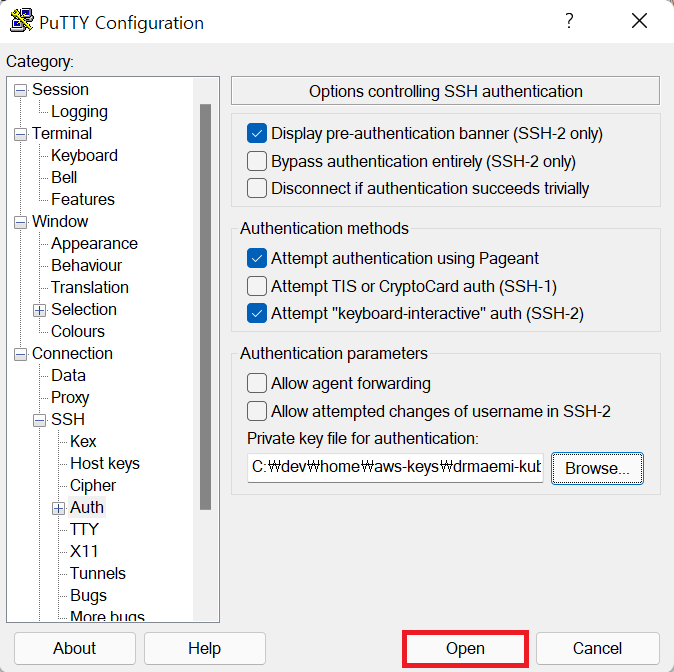 PuTTY Configuration
?
Category:
Session
Logging
Terminal
Keyboard
Bell
Features
Window
Appearance
Behaviour
Translation
Selection
Colours
Connection
Data
Proxy
SSH
Kex
Host keys
Cipher
Auth
TTY
X11
Tunnels
Bugs
More bugs
Options controlling SSH authentication
Display pre-authentication banner (SSH-2 only)
Bypass authentication entirely (SSH-2 only)
Disconnect if authentication succeeds trivially
Authentication methods
Attempt authentication using Pageant
Attempt TIS or CryptoCard auth (SSH-1)
Attempt "keyboard-interactive" auth (SSH-2)
Authentication parameters
Allow agent forwarding
Allow attempted changes of username in SSH-2
Private key file for authentication:
C:₩dev₩home₩aws-keys₩drmaemi-kub
Browse...
About
Help
Open
Cancel